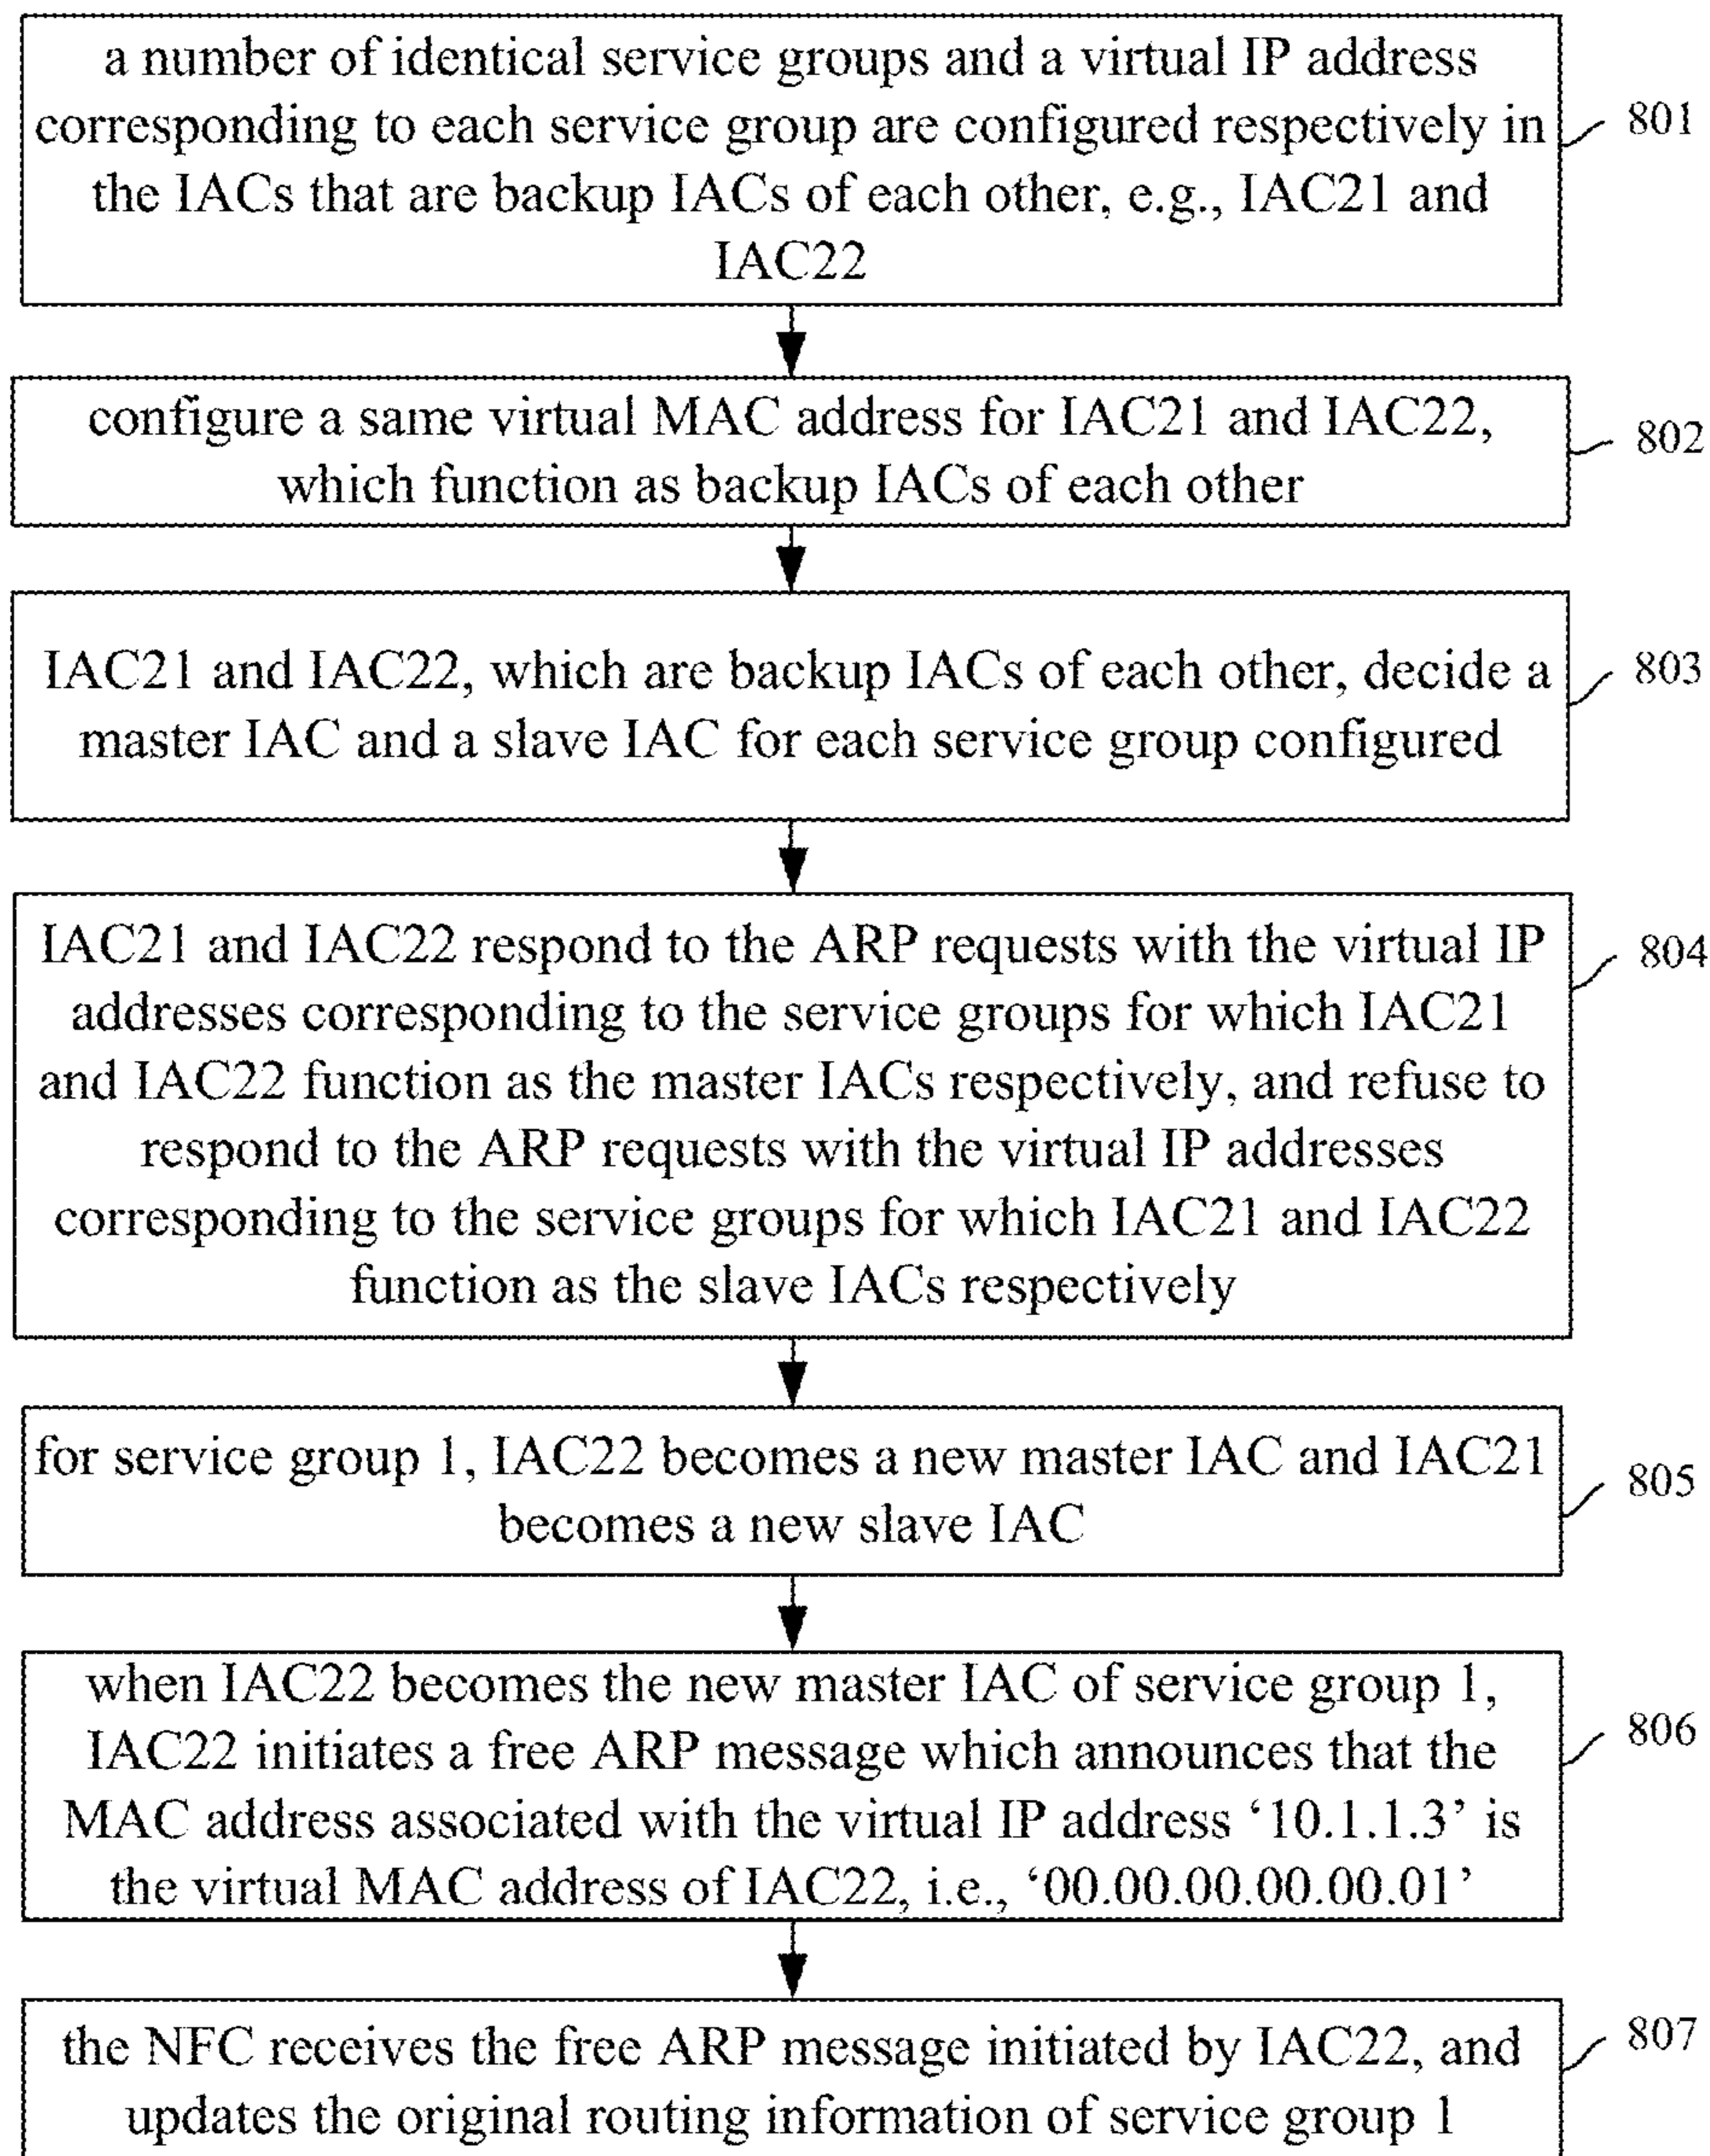 a number of identical service groups and a virtual IP address
corresponding to each service group are configured respectively in
the IACs that are backup IACs of each other, e.g., IAC21 and
IAC22
801
configure a same virtual MAC address for IAC21 and IAC22,
which function as backup IACs of each other
802
IAC21 and IAC22, which are backup IACs of each other, decide a
master IAC and a slave IAC for each service group configured
803
IAC21 and IAC22 respond to the ARP requests with the virtual IP
addresses corresponding to the service groups for which IAC21
and IAC22 function as the master IACs respectively, and refuse to
respond to the ARP requests with the virtual IP addresses
corresponding to the service groups for which IAC21 and IAC22
function as the slave IACs respectively
804
for service group 1, IAC22 becomes a new master IAC and IAC21
becomes a new slave IAC
805
when IAC22 becomes the new master IAC of service group 1,
IAC22 initiates a free ARP message which announces that the
MAC address associated with the virtual IP address ‘10.1.1.3’ is
the virtual MAC address of IAC22, i.e., ‘00.00.00.00.00.01’
806
the NFC receives the free ARP message initiated by IAC22, and
updates the original routing information of service group 1
807